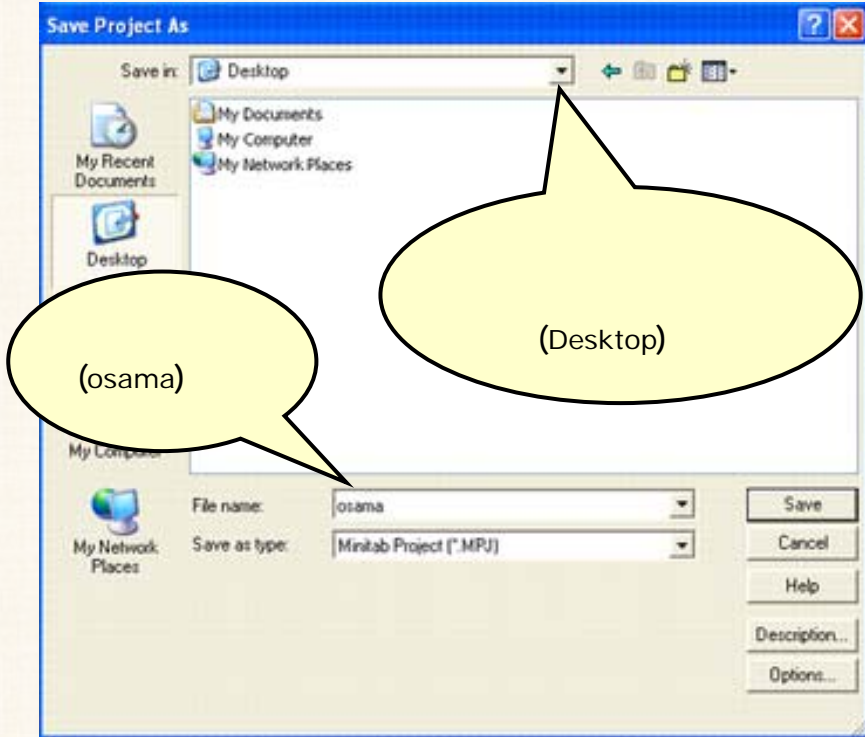 Save Project As
Save in:
Desktop
My Documents
My Computer
My Network Places
My Recent
Documents
Desktop
(Desktop)
(osama)
My Computer
File name:
osama
Save
My Network
Places
Save as type:
Minitab Project (*.MPJ)
Cancel
Help
Description...
Options...